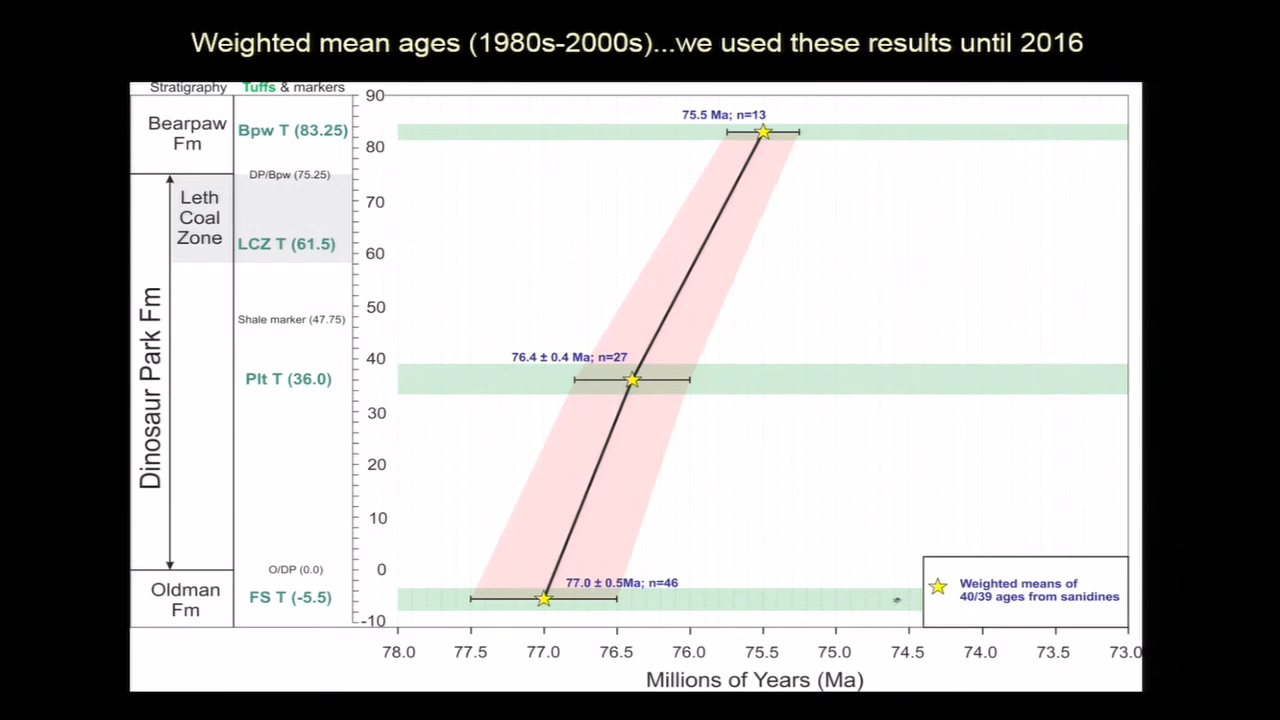 Weighted mean ages (1980s-2000s)...we used these results until 2016
Stratigraphy
Tuffs & markers
Bearpaw
Fm
Leth
Coal
Zone
Dinosaur Park Fm
Oldman
Fm
Bpw T (83.25)
DP/Bpw (75.25)
LCZ T (61.5)
Shale marker (47.75)
Plt T (36.0)
O/DP (0.0)
FS T (-5.5)
90
80
70
60
50
40
30
20
10
0
-10
75.5 Ma; n=13
76.4 ± 0.4 Ma; n=27
77.0 ± 0.5Ma; n=46
Weighted means of
40/39 ages from sanidines
78.0 77.5 77.0 76.5 76.0 75.5 75.0 74.5 74.0 73.5 73.0
Millions of Years (Ma)